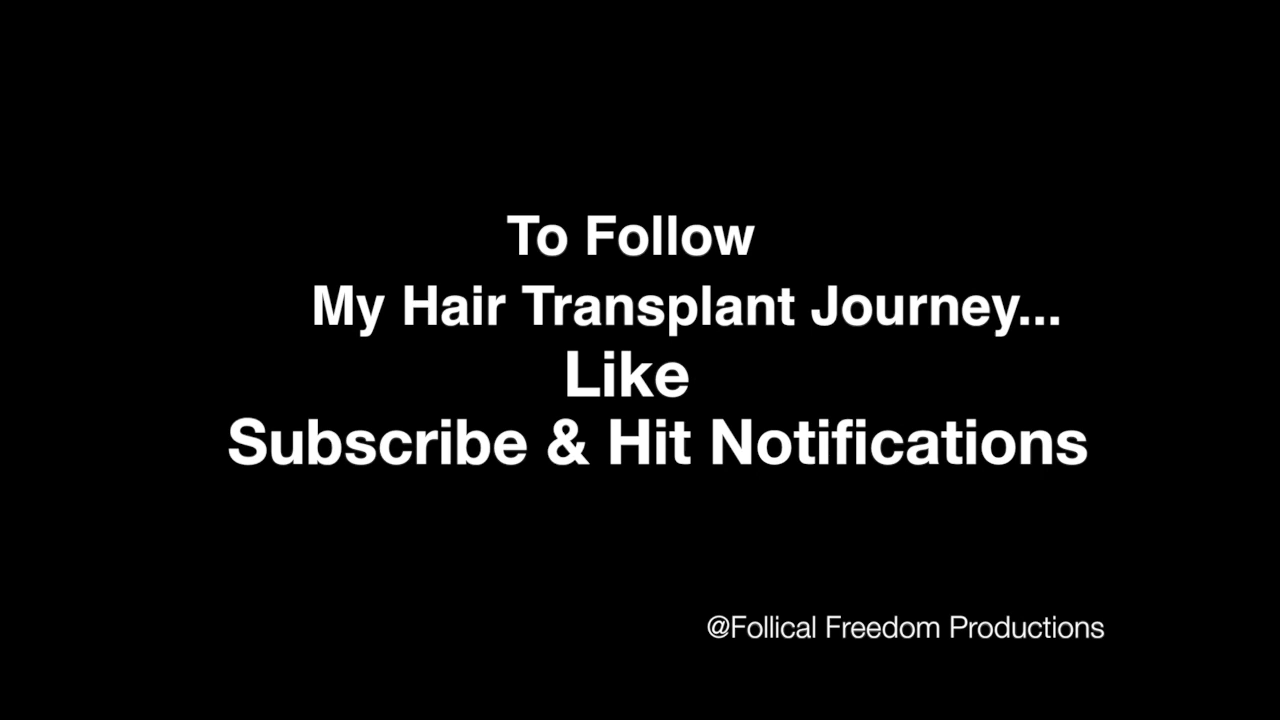 To Follow
My Hair Transplant Journey...
Like
Subscribe & Hit Notifications
@Follical Freedom Productions